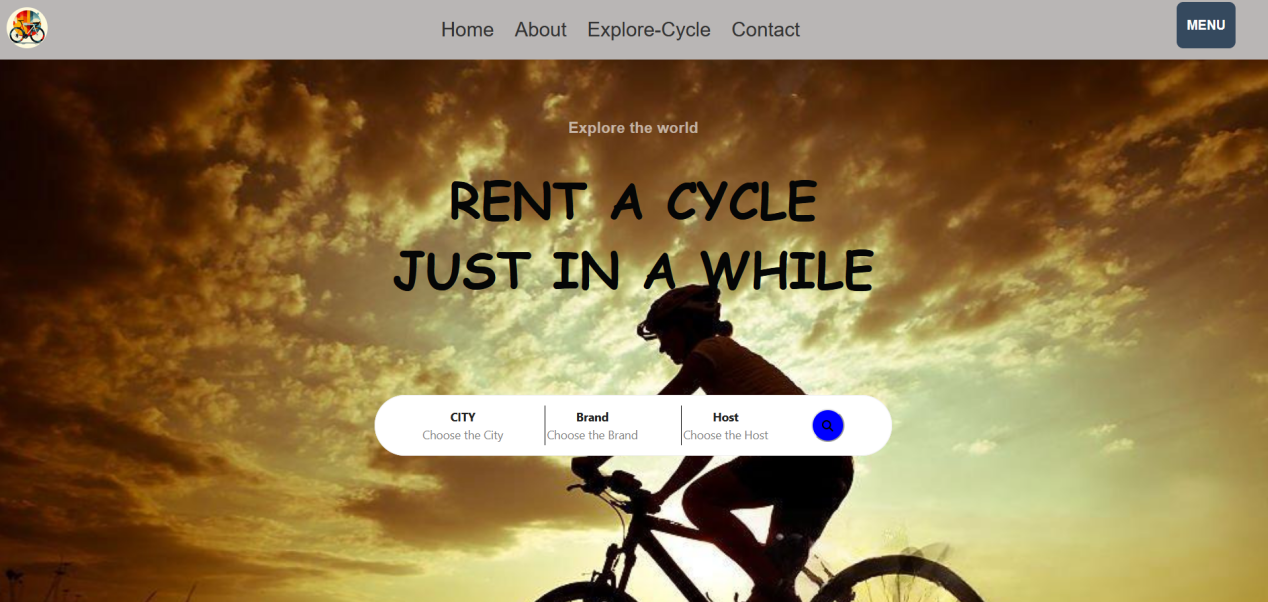 Home About Explore-Cycle Contact MENU
Explore the world
RENT A CYCLE
JUST IN A WHILE
CITY Brand Host
Choose the City Choose the Brand Choose the Host